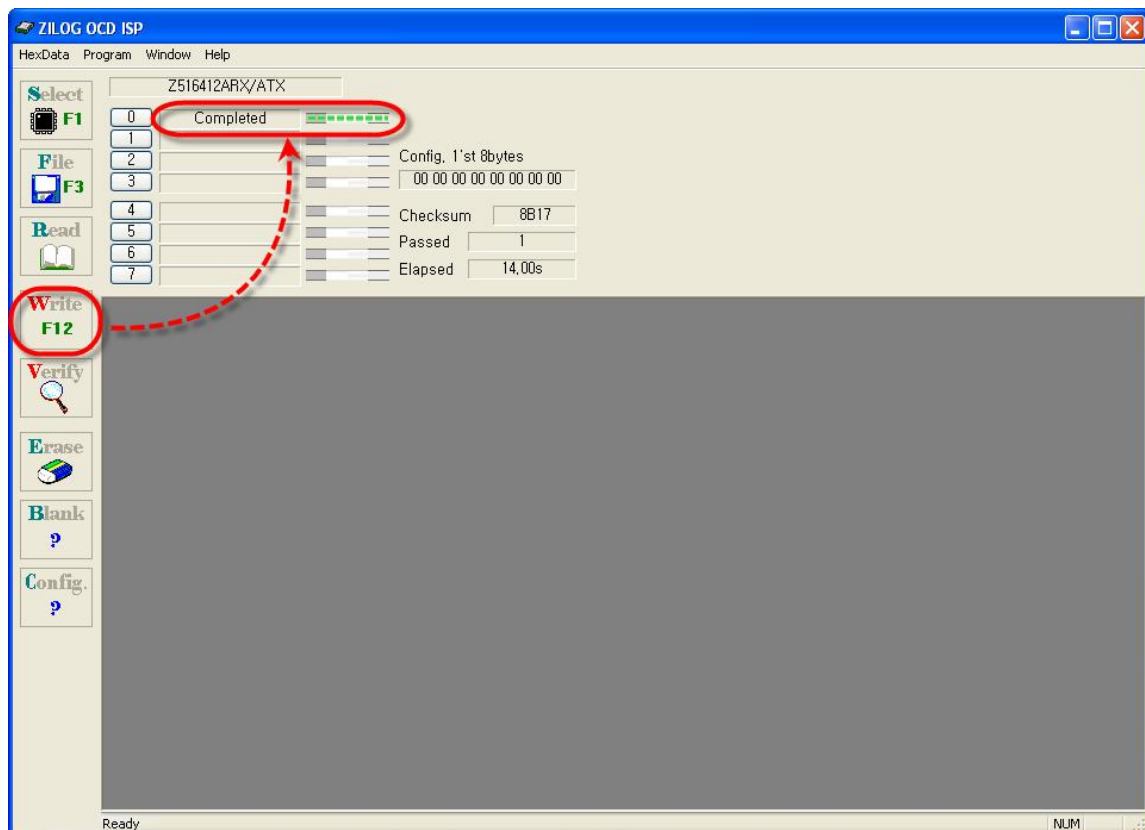 ZILOG OCD ISP
HexData Program Window Help
Select
F1
File
F3
Read
Write
F12
Verify
Erase
Blank
?
Config.
?
Z516412ARX/ATX
0 Completed
1
2
3
4
5
6
7
Config, 1'st 8bytes
00 00 00 00 00 00 00 00
Checksum 8B17
Passed 1
Elapsed 14,00s
Ready NUM